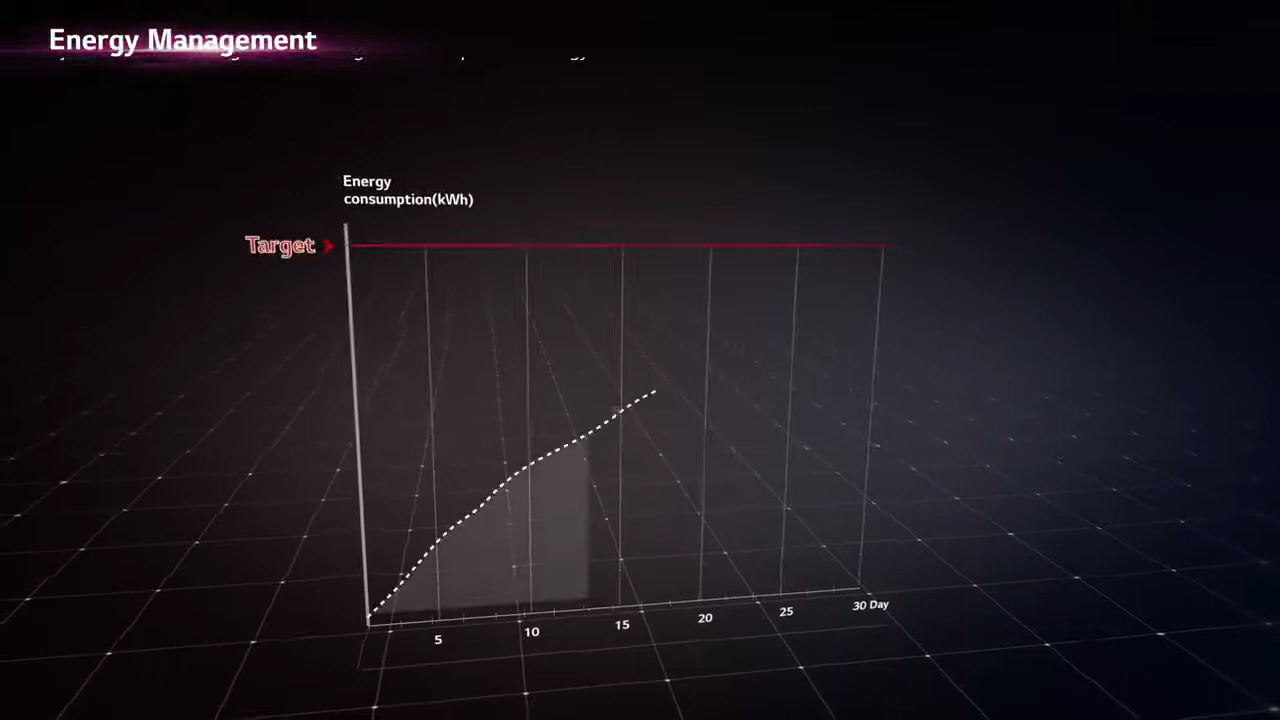 Energy Management
Energy
consumption(kWh)
Target
5
10
15
20
25
30 Day